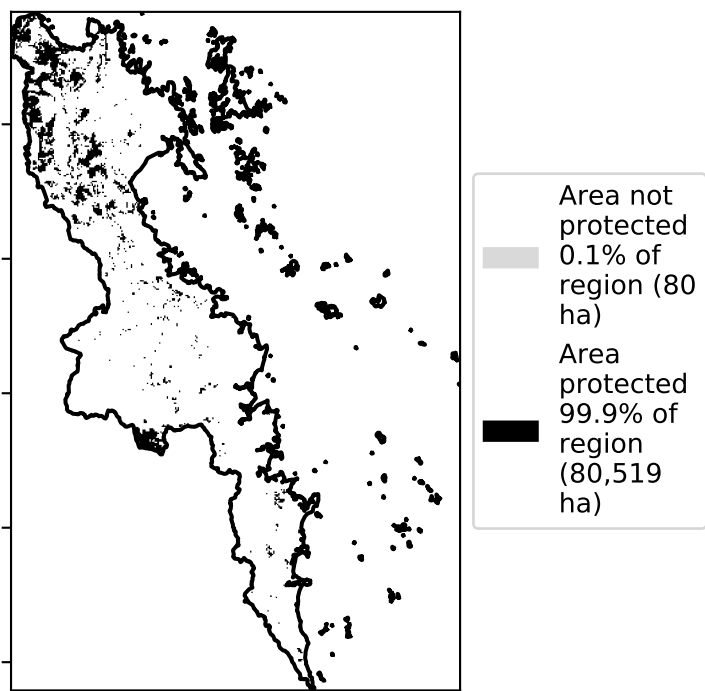 Area not
protected
0.1% of
region (80
ha)
Area
protected
99.9% of
region
(80,519
ha)